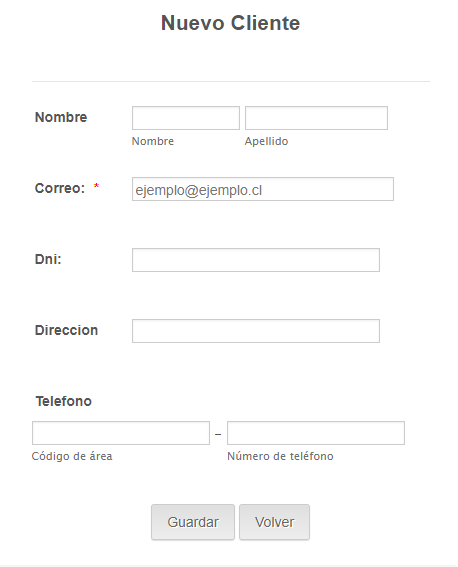 Nuevo Cliente
Nombre
Nombre Apellido
Correo: * ejemplo@ejemplo.cl
Dni:
Direccion
Telefono
–
Código de área Número de teléfono
Guardar Volver